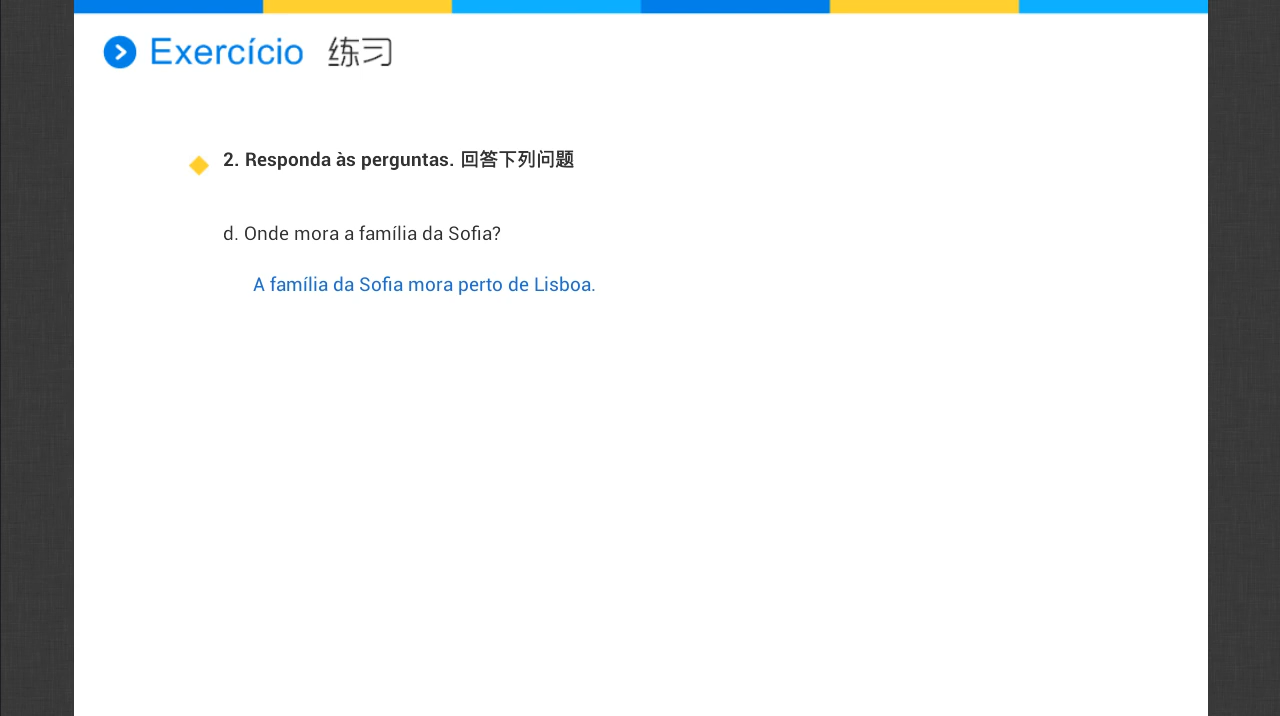 Exercício 练习
2. Responda às perguntas. 回答下列问题
d. Onde mora a família da Sofia?
A família da Sofia mora perto de Lisboa.